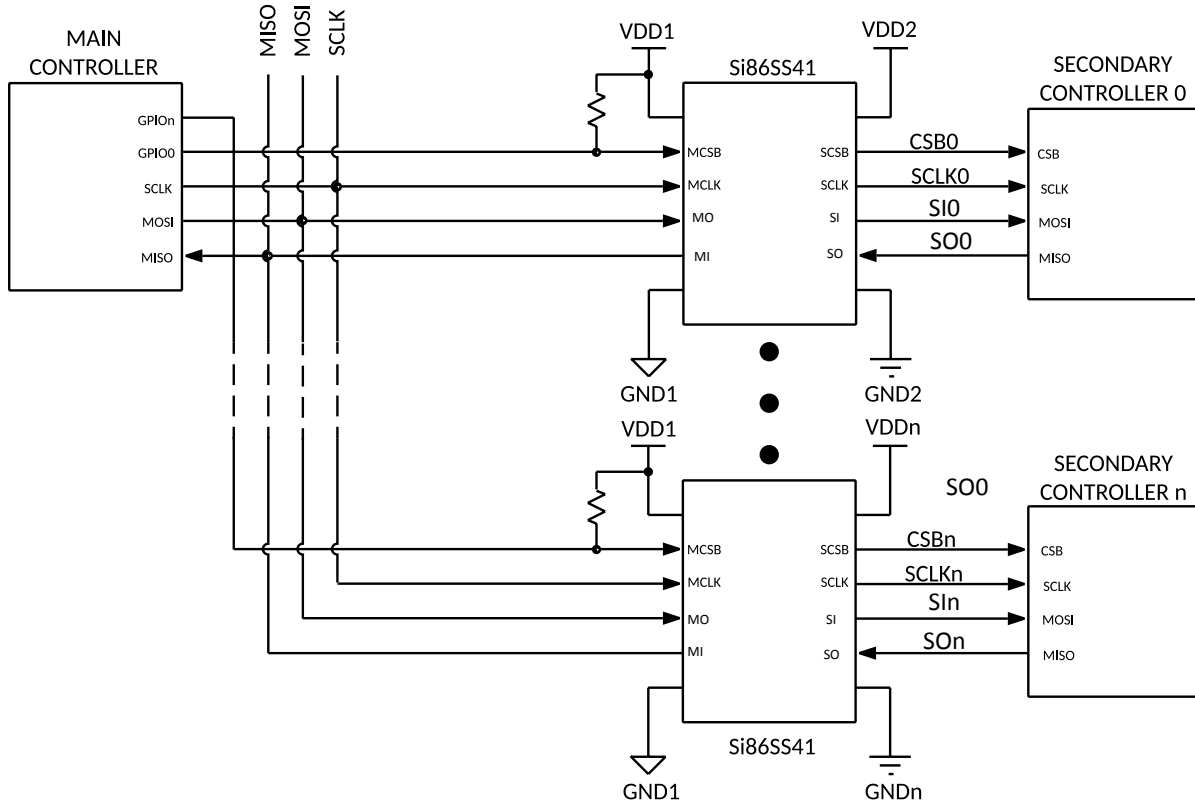 MISO
MOSI
SCLK
MAIN
CONTROLLER
GPIOn
GPIO0
SCLK
MOSI
MISO
VDD1
VDD2
Si86SS41
MCSB
MCLK
MO
MI
SCSB
SCLK
SI
SO
CSB0
SCLK0
SI0
SO0
SECONDARY
CONTROLLER 0
CSB
SCLK
MOSI
MISO
GND1
GND2
VDD1
VDDn
MCSB
MCLK
MO
MI
SCSB
SCLK
SI
SO
SO0
CSBn
SCLKn
SIn
SOn
SECONDARY
CONTROLLER n
CSB
SCLK
MOSI
MISO
Si86SS41
GND1
GNDn